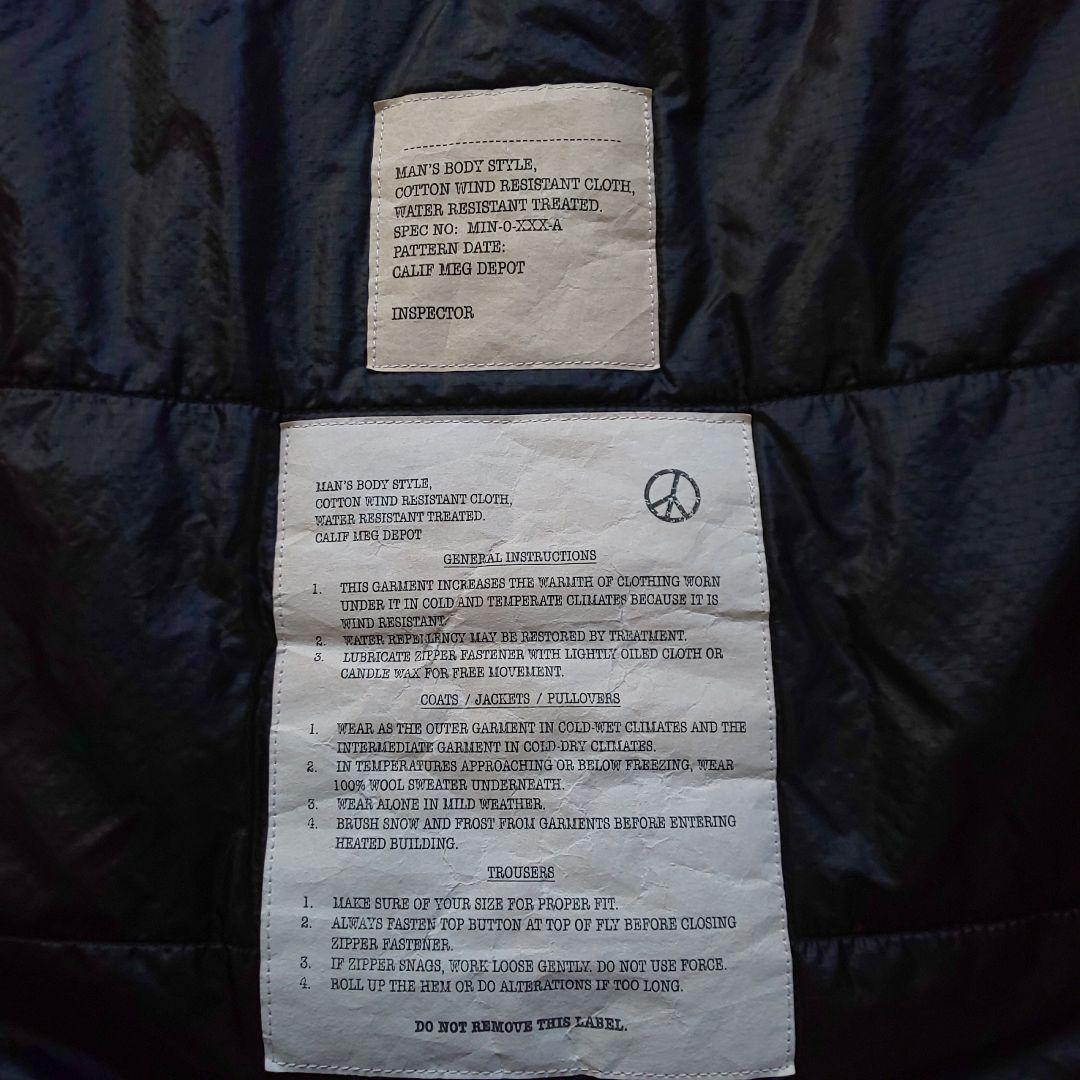 MAN'S BODY STYLE,
COTTON WIND RESISTANT CLOTH,
WATER RESISTANT TREATED.
SPEC NO: MIN-0-XXX-A
PATTERN DATE:
CALIF MEG DEPOT
INSPECTOR
MAN'S BODY STYLE,
COTTON WIND RESISTANT CLOTH,
WATER RESISTANT TREATED.
CALIF MEG DEPOT
GENERAL INSTRUCTIONS
1. THIS GARMENT INCREASES THE WARMTH OF CLOTHING WORN
UNDER IT IN COLD AND TEMPERATE CLIMATES BECAUSE IT IS
WIND RESISTANT.
2. WATER REPELLENCY MAY BE RESTORED BY TREATMENT.
3. LUBRICATE ZIPPER FASTENER WITH LIGHTLY OILED CLOTH OR
CANDLE WAX FOR FREE MOVEMENT.
COATS / JACKETS / PULLOVERS
1. WEAR AS THE OUTER GARMENT IN COLD-WET CLIMATES AND THE
INTERMEDIATE GARMENT IN COLD-DRY CLIMATES.
2. IN TEMPERATURES APPROACHING OR BELOW FREEZING, WEAR
100% WOOL SWEATER UNDERNEATH.
3. WEAR ALONE IN MILD WEATHER.
4. BRUSH SNOW AND FROST FROM GARMENTS BEFORE ENTERING
HEATED BUILDING.
TROUSERS
1. MAKE SURE OF YOUR SIZE FOR PROPER FIT.
2. ALWAYS FASTEN TOP BUTTON AT TOP OF FLY BEFORE CLOSING
ZIPPER FASTENER.
3. IF ZIPPER SNAGS, WORK LOOSE GENTLY. DO NOT USE FORCE.
4. ROLL UP THE HEM OR DO ALTERATIONS IF TOO LONG.
DO NOT REMOVE THIS LABEL.